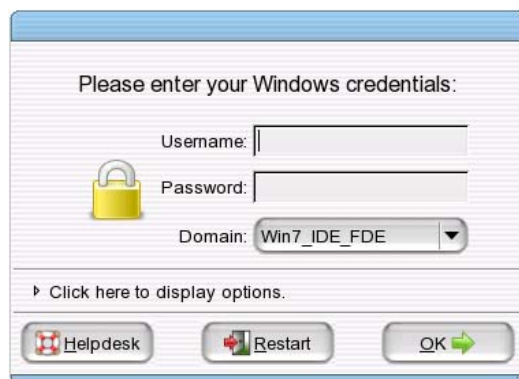 Please enter your Windows credentials:
Username:
Password:
Domain: Win7_IDE_FDE
Click here to display options.
Helpdesk Restart OK